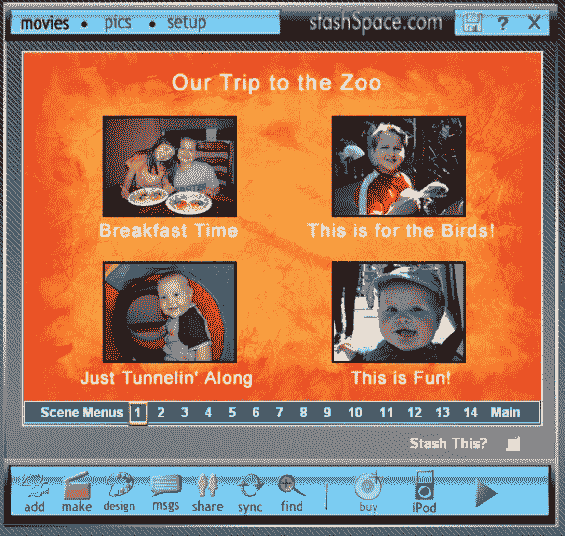 movies • pics • setup stashSpace.com ? X
Our Trip to the Zoo
Breakfast Time This is for the Birds!
Just Tunnelin' Along This is Fun!
Scene Menus 1 2 3 4 5 6 7 8 9 10 11 12 13 14 Main
Stash This?
add make design msgs share sync find buy iPod